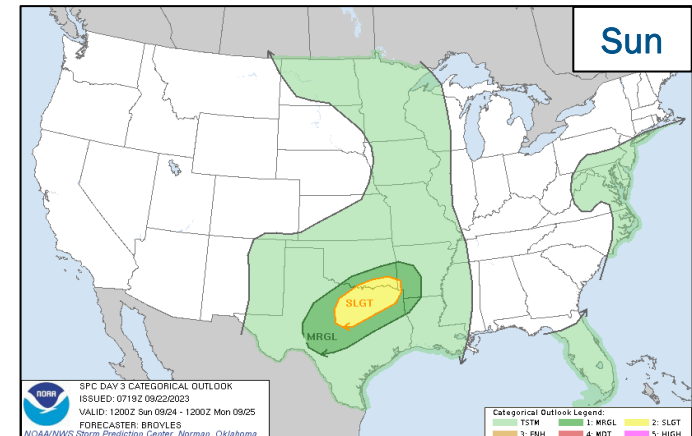 Sun
SLGT
MRGL
NOAA
SPC DAY 3 CATEGORICAL OUTLOOK
ISSUED: 0719Z 09/22/2023
VALID: 1200Z Sun 09/24 - 1200Z Mon 09/25
FORECASTER: BROYLES
NOAA/NWS Storm Prediction Center, Norman, Oklahoma
Categorical Outlook Legend:
TSTM 1: MRGL 2: SLGT
3: ENH 4: MDT 5: HIGH